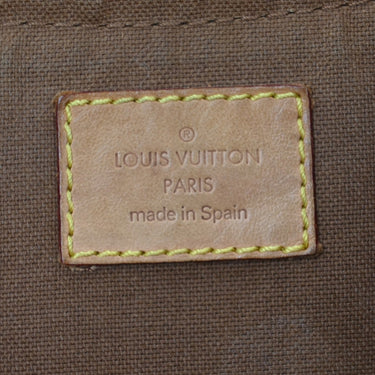 ®
LOUIS VUITTON
PARIS
made in Spain